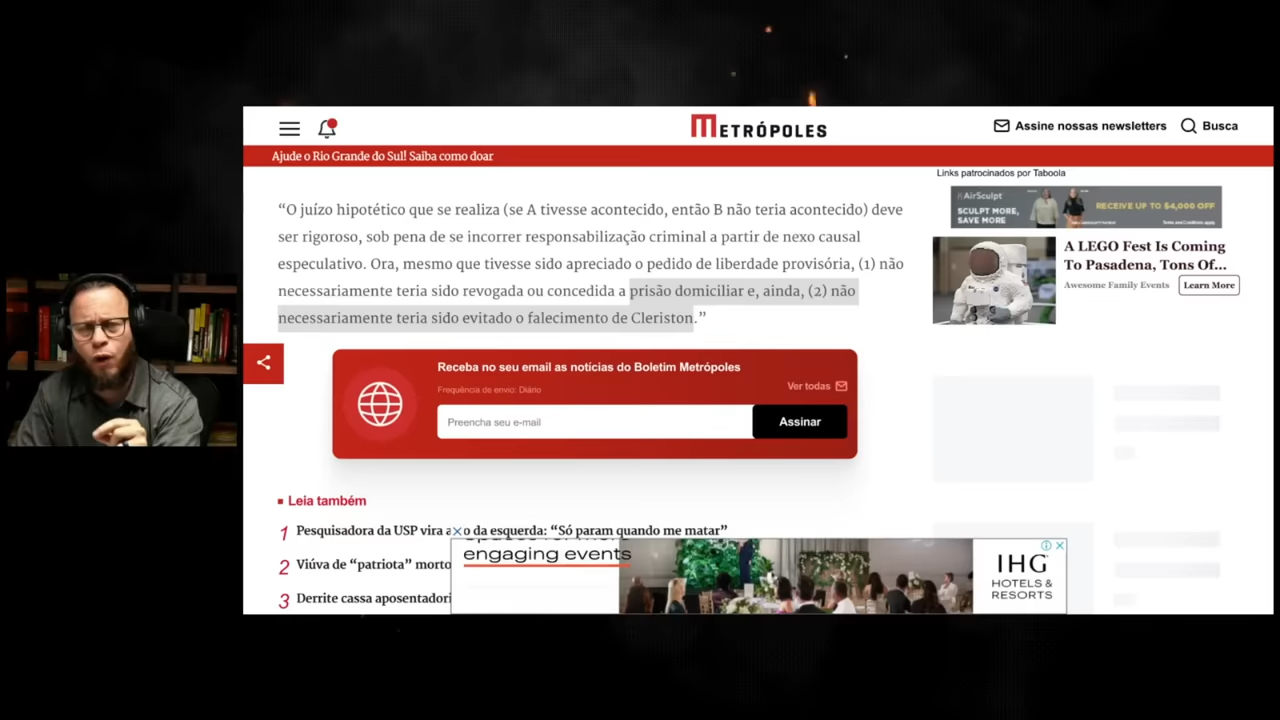 METRÓPOLES
Assine nossas newsletters
Busca
Ajude o Rio Grande do Sul! Saiba como doar
“O juízo hipotético que se realiza (se A tivesse acontecido, então B não teria acontecido) deve
ser rigoroso, sob pena de se incorrer responsabilização criminal a partir de nexo causal
especulativo. Ora, mesmo que tivesse sido apreciado o pedido de liberdade provisória, (1) não
necessariamente teria sido revogada ou concedida a prisão domiciliar e, ainda, (2) não
necessariamente teria sido evitado o falecimento de Cleriston.”
Receba no seu email as notícias do Boletim Metrópoles
Frequência de envio: Diário
Ver todas
Preencha seu e-mail
Assinar
Leia também
1 Pesquisadora da USP vira a o da esquerda: “Só param quando me matar”
2 Viúva de “patriota” morto
3 Derrite cassa aposentadori
Links patrocinados por Taboola
AirSculpt
SCULPT MORE,
SAVE MORE
RECEIVE UP TO $4,000 OFF
Terms and Conditions apply.
A LEGO Fest Is Coming
To Pasadena, Tons Of...
Awesome Family Events
Learn More
engaging events
IHG
HOTELS &
RESORTS